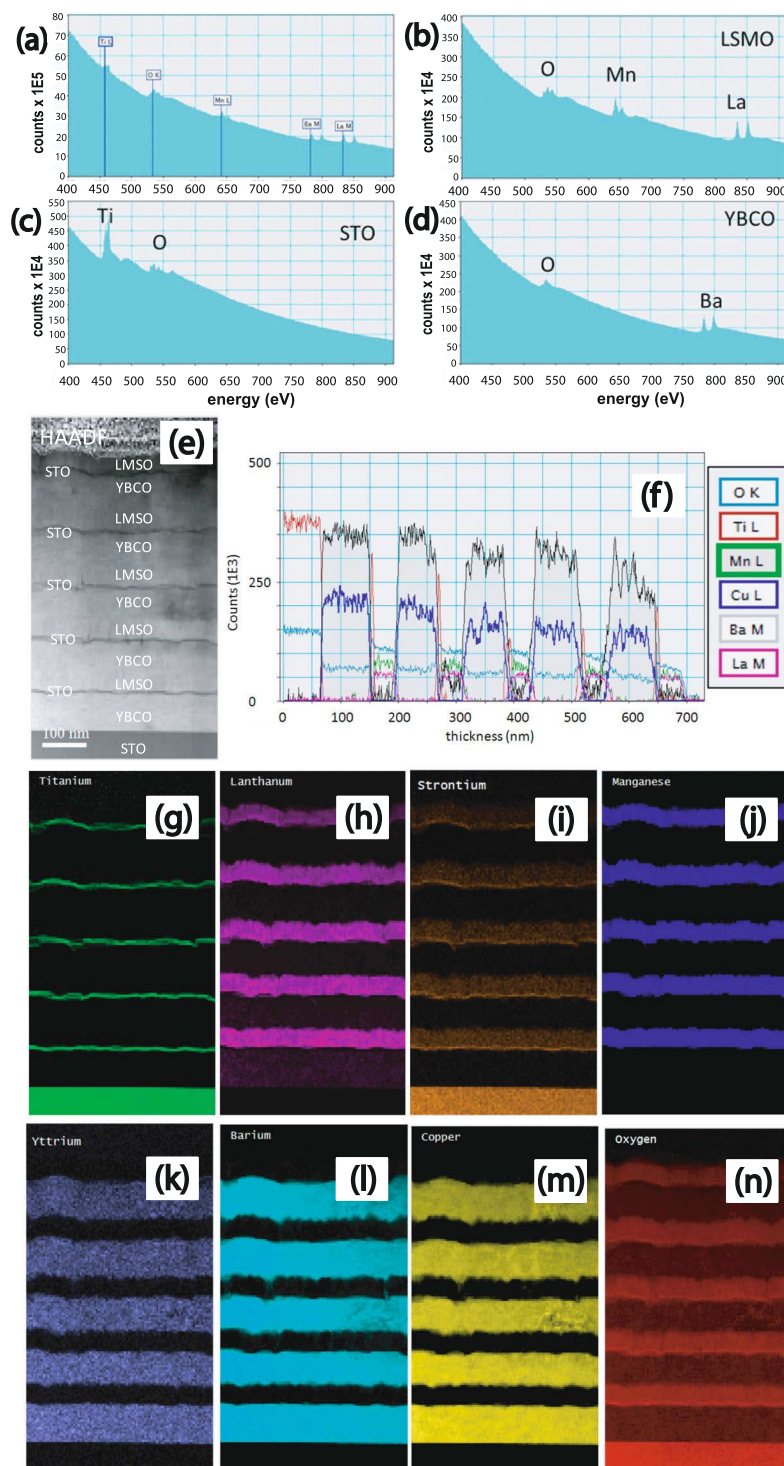 (a)
counts x 1E5
80
70
60
50
40
30
20
10
0
Ti L
O K
Mn L
Ba M
La M
400 450 500 550 600 650 700 750 800 850 900
(b)
LSMO
counts x 1E4
400
350
300
250
200
150
100
50
0
O
Mn
La
400 450 500 550 600 650 700 750 800 850 900
(c)
STO
counts x 1E4
550
500
450
400
350
300
250
200
150
100
50
0
Ti
O
400 450 500 550 600 650 700 750 800 850 900
energy (eV)
(d)
YBCO
counts x 1E4
450
400
350
300
250
200
150
100
50
0
O
Ba
400 450 500 550 600 650 700 750 800 850 900
energy (eV)
HAADF
(e)
STO
LMSO
YBCO
LMSO
STO
YBCO
LMSO
STO
YBCO
LMSO
STO
YBCO
LMSO
STO
YBCO
100 nm
STO
(f)
Counts (1E3)
500
250
0
0 100 200 300 400 500 600 700
thickness (nm)
O K
Ti L
Mn L
Cu L
Ba M
La M
Titanium
(g)
Lanthanum
(h)
Strontium
(i)
Manganese
(j)
Yttrium
(k)
Barium
(l)
Copper
(m)
Oxygen
(n)